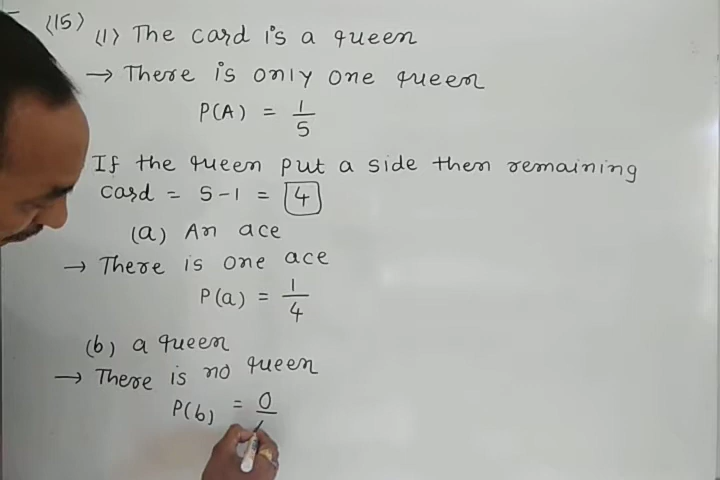 (15) (1) The card is a queen
→ There is only one queen
P(A) = 1/5
If the queen put a side then remaining
card = 5-1 = 4
(a) An ace
→ There is one ace
P(a) = 1/4
(b) a queen
→ There is no queen
P(b) = 0/